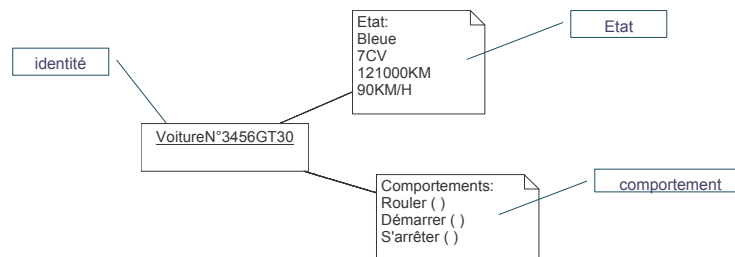 Etat:
Bleue
7CV
121000KM
90KM/H
Etat
identité
VoitureN°3456GT30
Comportements:
Rouler ( )
Démarrer ( )
S'arrêter ( )
comportement